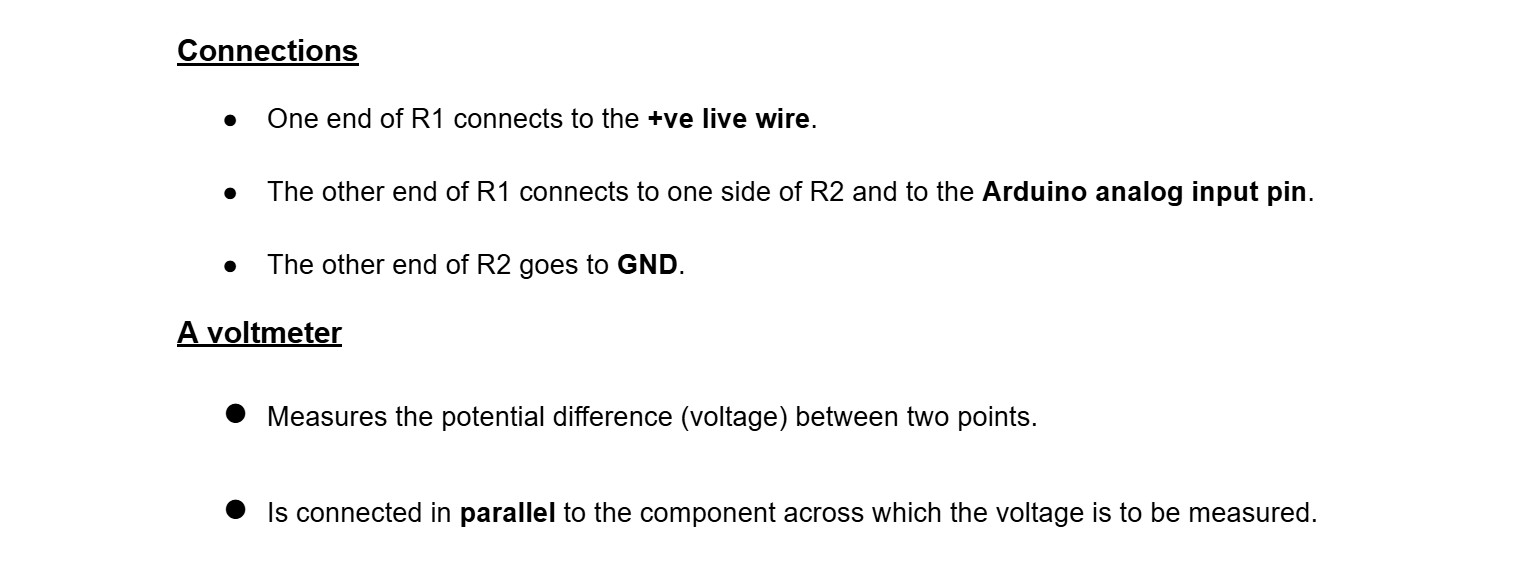 Connections
● One end of R1 connects to the +ve live wire.
● The other end of R1 connects to one side of R2 and to the Arduino analog input pin.
● The other end of R2 goes to GND.
A voltmeter
● Measures the potential difference (voltage) between two points.
● Is connected in parallel to the component across which the voltage is to be measured.